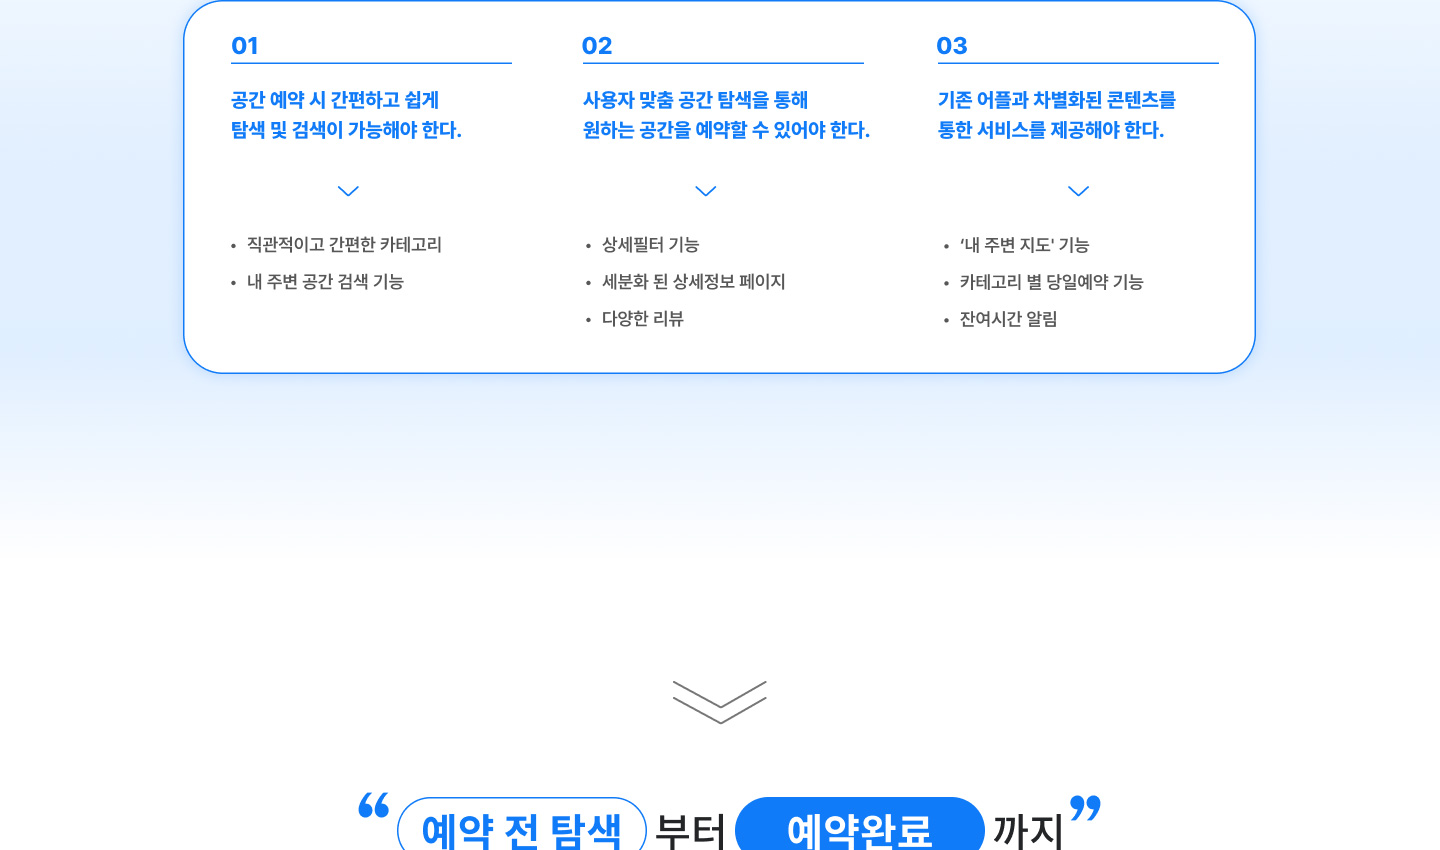 01
공간 예약 시 간편하고 쉽게
탐색 및 검색이 가능해야 한다.
• 직관적이고 간편한 카테고리
• 내 주변 공간 검색 기능
02
사용자 맞춤 공간 탐색을 통해
원하는 공간을 예약할 수 있어야 한다.
• 상세필터 기능
• 세분화 된 상세정보 페이지
• 다양한 리뷰
03
기존 어플과 차별화된 콘텐츠를
통한 서비스를 제공해야 한다.
• ‘내 주변 지도' 기능
• 카테고리 별 당일예약 기능
• 잔여시간 알림
“ 예약 전 탐색 부터 예약완료 까지 ”